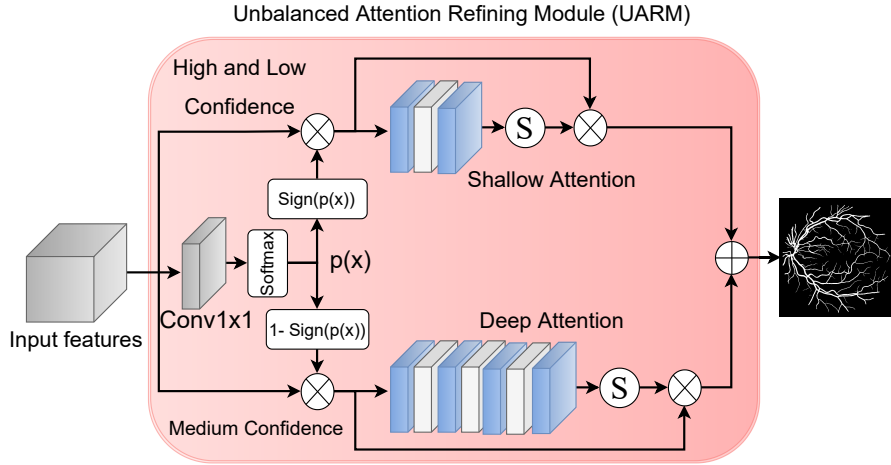 Unbalanced Attention Refining Module (UARM)
High and Low
Confidence
S
Shallow Attention
Sign(p(x))
Softmax
p(x)
Conv1x1
Input features
1- Sign(p(x))
Deep Attention
S
Medium Confidence